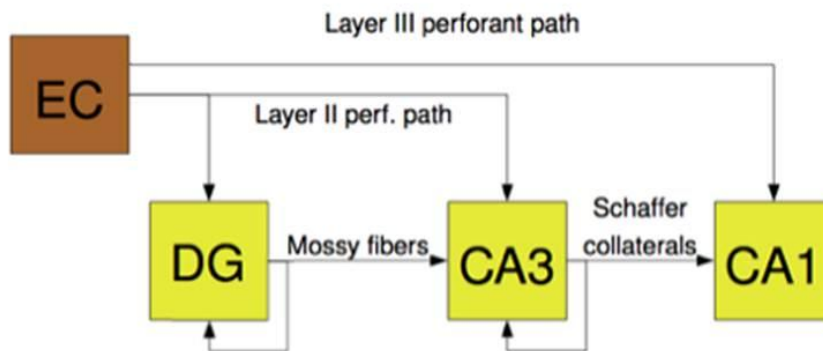 Layer III perforant path
EC
Layer II perf. path
DG
Mossy fibers
CA3
Schaffer
collaterals
CA1